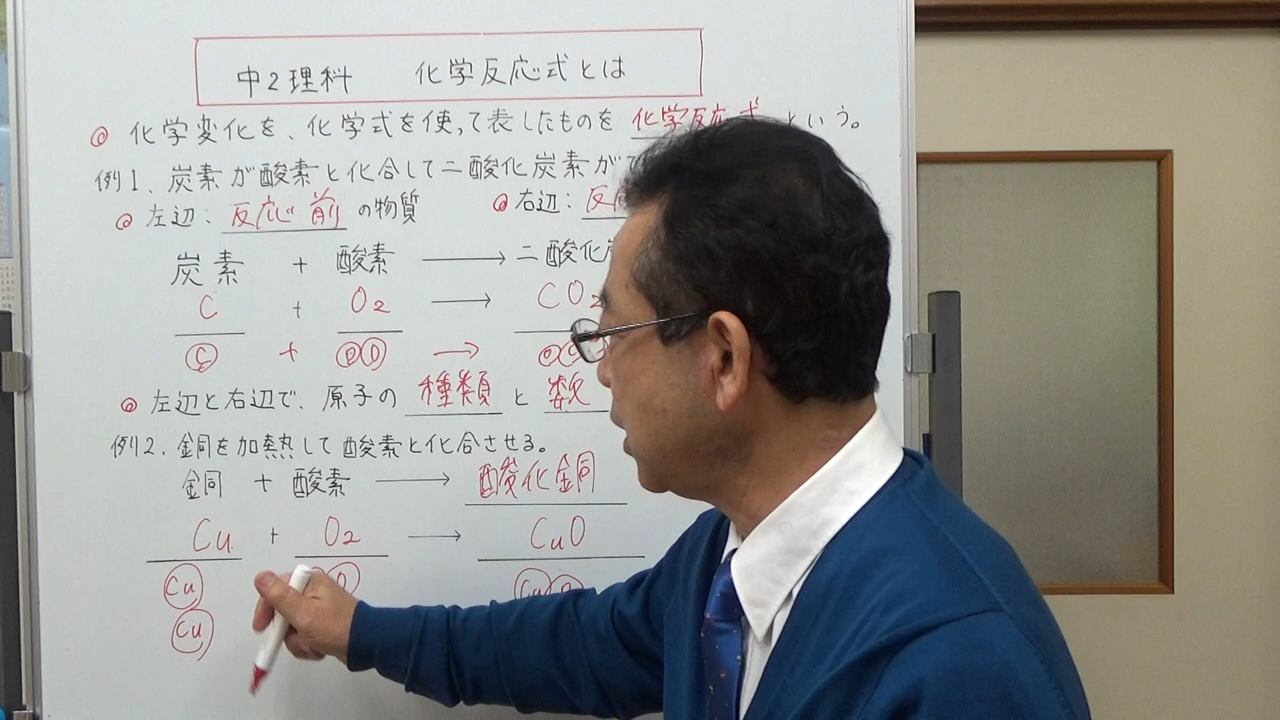 中2理科 化学反応式とは
◎ 化学変化を、化学式を使って表したものを 化学反応式 という。
例1、炭素が酸素と化合して二酸化炭素が
◎ 左辺: 反応前 の物質 ◎ 右辺: 反
炭素 + 酸素 → 二酸化
C + O₂ → CO₂
C + O O → O C
◎ 左辺と右辺で、原子の 種類 と 数
例2、銅を加熱して酸素と化合させる。
銅 + 酸素 → 酸化銅
Cu + O₂ → CuO
Cu O Cu O
Cu